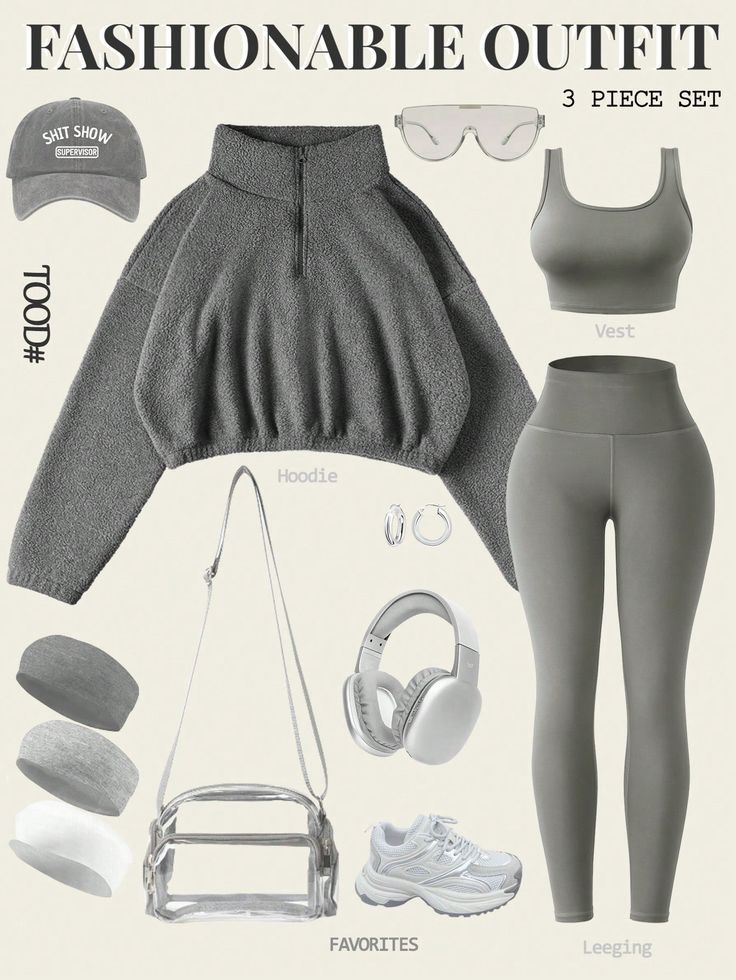 FASHIONABLE OUTFIT
3 PIECE SET
SHIT SHOW
SUPERVISOR
TOOD#
Vest
Hoodie
FAVORITES
Leeging